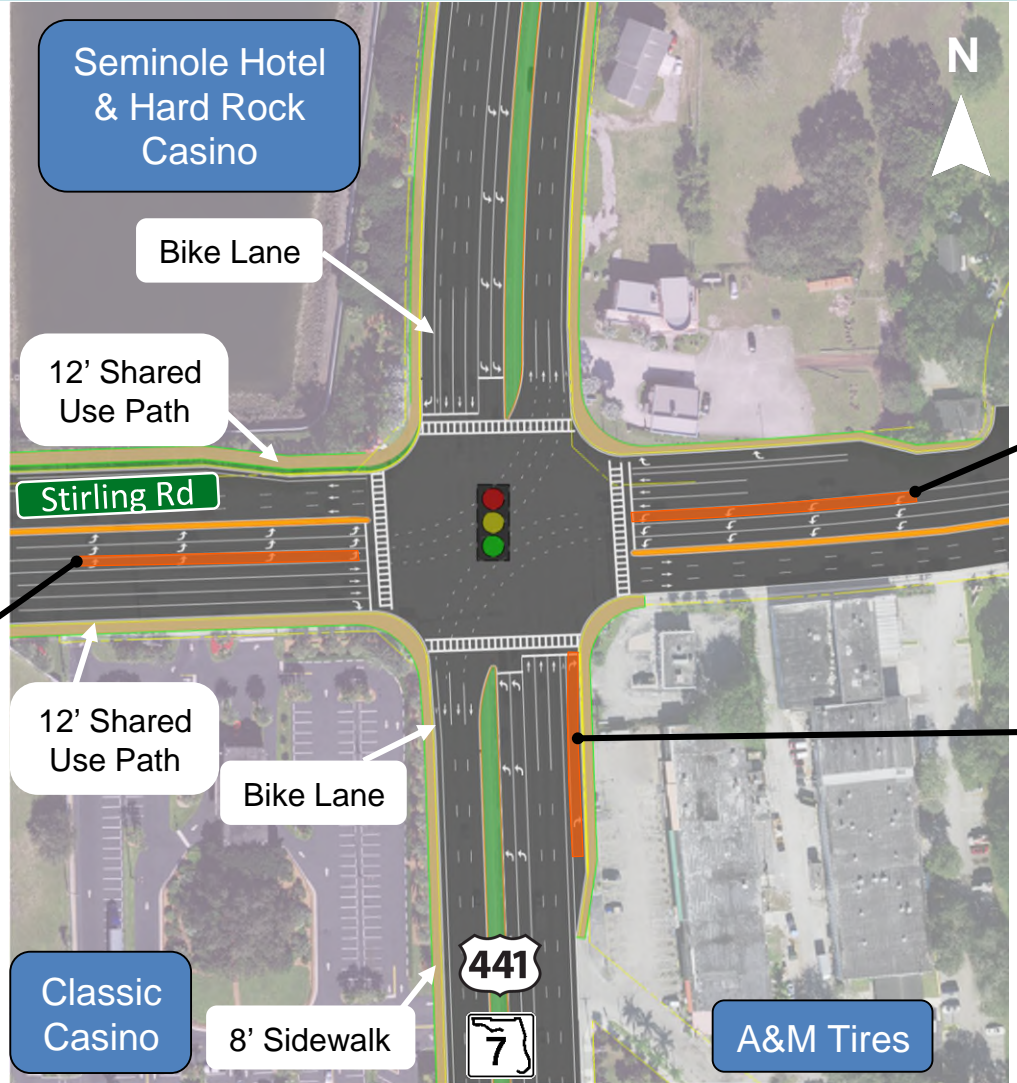 Seminole Hotel
& Hard Rock
Casino
N
Bike Lane
12’ Shared
Use Path
Stirling Rd
12’ Shared
Use Path
Bike Lane
441
7
Classic
Casino
8’ Sidewalk
A&M Tires